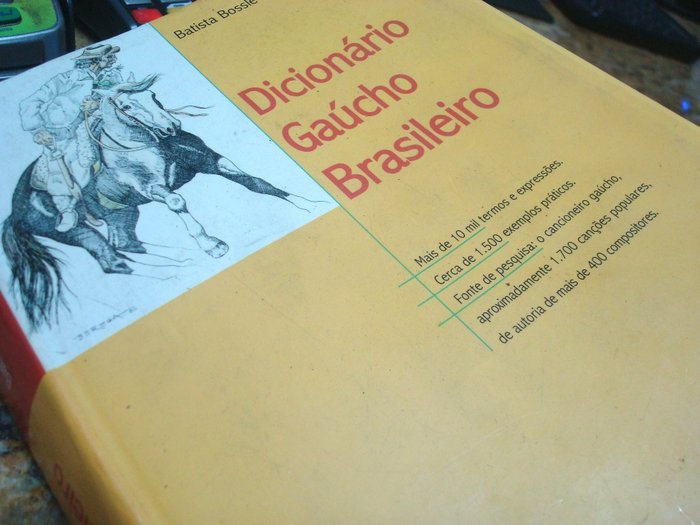 Batista Bossle
Dicionário
Gaúcho
Brasileiro
Mais de 10 mil termos e expressões.
Cerca de 1.500 exemplos práticos.
Fonte de pesquisa: o cancioneiro gaúcho,
aproximadamente 1.700 canções populares,
de autoria de mais de 400 compositores.